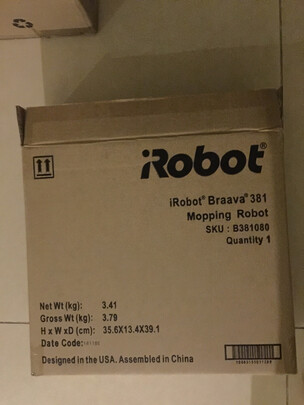 iRobot®
iRobot® Braava® 381
Mopping Robot
SKU : B381080
Quantity 1
Net Wt (kg): 3.41
Gross Wt (kg): 3.79
H x W xD (cm): 35.6X13.4X39.1
Date Code:
Designed in the USA. Assembled in China